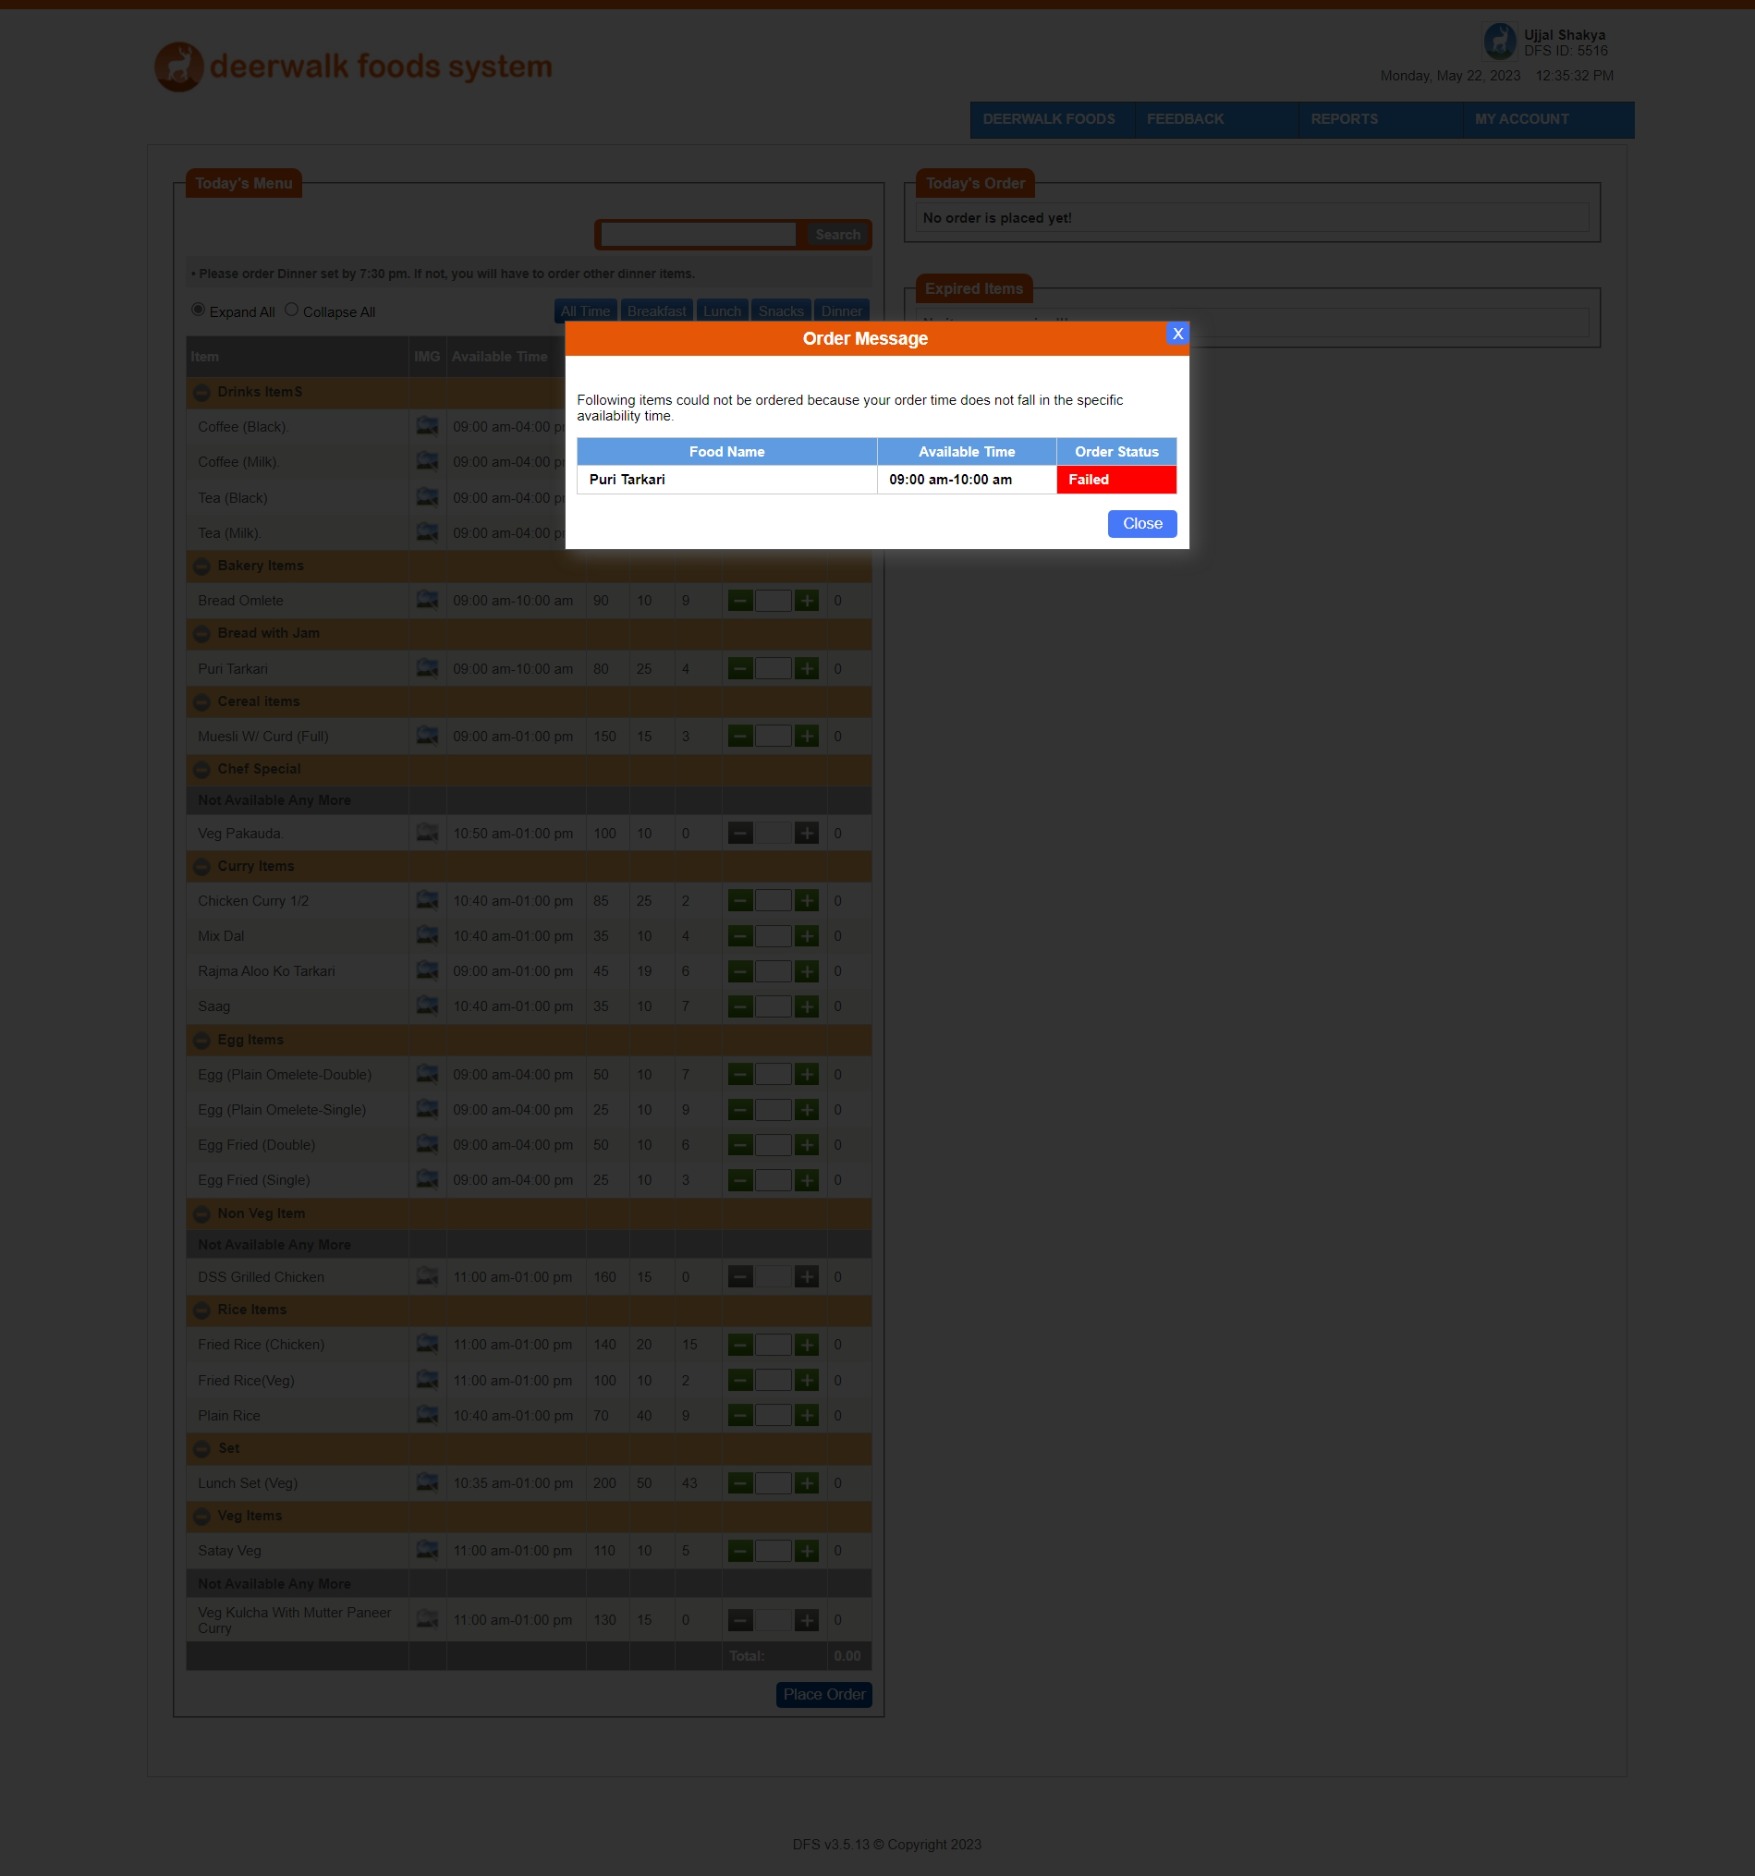 deerwalk foods system
Ujjal Shakya
DFS ID: 5516
Monday, May 22, 2023 12:35:32 PM
DEERWALK FOODS FEEDBACK REPORTS MY ACCOUNT
Today's Menu
Search
• Please order Dinner set by 7:30 pm. If not, you will have to order other dinner items.
Expand All Collapse All All Time Breakfast Lunch Snacks Dinner
Item IMG Available Time
Drinks ItemS
Coffee (Black). 09:00 am-04:00
Coffee (Milk). 09:00 am-04:00
Tea (Black) 09:00 am-04:00
Tea (Milk). 09:00 am-04:00
Bakery Items
Bread Omlete 09:00 am-10:00 am 90 10 9 0
Bread with Jam
Puri Tarkari 09:00 am-10:00 am 80 25 4 0
Cereal items
Muesli W/ Curd (Full) 09:00 am-01:00 pm 150 15 3 0
Chef Special
Not Available Any More
Veg Pakauda. 10:50 am-01:00 pm 100 10 0 0
Curry Items
Chicken Curry 1/2 10:40 am-01:00 pm 85 25 2 0
Mix Dal 10:40 am-01:00 pm 35 10 4 0
Rajma Aloo Ko Tarkari 09:00 am-01:00 pm 45 19 6 0
Saag 10:40 am-01:00 pm 35 10 7 0
Egg Items
Egg (Plain Omelete-Double) 09:00 am-04:00 pm 50 10 7 0
Egg (Plain Omelete-Single) 09:00 am-04:00 pm 25 10 9 0
Egg Fried (Double) 09:00 am-04:00 pm 50 10 6 0
Egg Fried (Single) 09:00 am-04:00 pm 25 10 3 0
Non Veg Item
Not Available Any More
DSS Grilled Chicken 11:00 am-01:00 pm 160 15 0 0
Rice Items
Fried Rice (Chicken) 11:00 am-01:00 pm 140 20 15 0
Fried Rice(Veg) 11:00 am-01:00 pm 100 10 2 0
Plain Rice 10:40 am-01:00 pm 70 40 9 0
Set
Lunch Set (Veg) 10:35 am-01:00 pm 200 50 43 0
Veg Items
Satay Veg 11:00 am-01:00 pm 110 10 5 0
Not Available Any More
Veg Kulcha With Mutter Paneer
Curry 11:00 am-01:00 pm 130 15 0 0
Total: 0.00
Place Order
Today's Order
No order is placed yet!
Expired Items
Order Message X
Following items could not be ordered because your order time does not fall in the specific
availability time.
Food Name Available Time Order Status
Puri Tarkari 09:00 am-10:00 am Failed
Close
DFS v3.5.13 © Copyright 2023